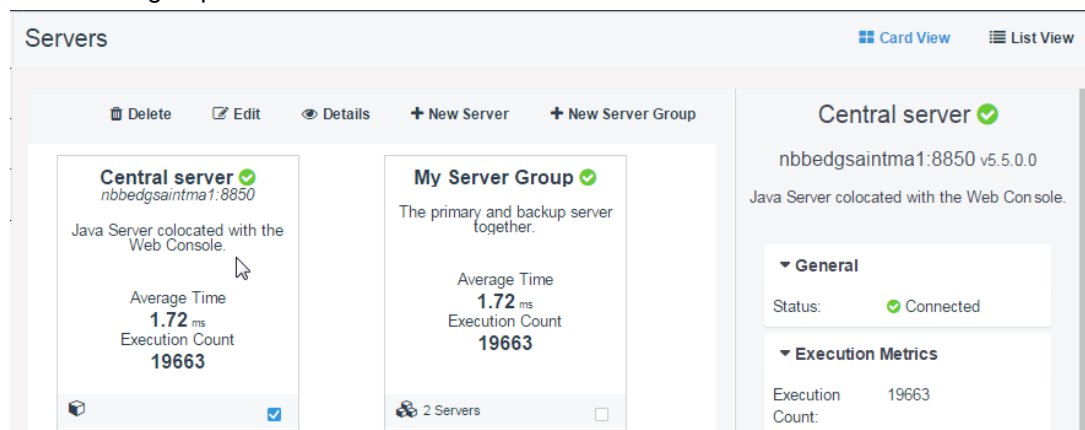 Servers
Card View
List View
Delete
Edit
Details
New Server
New Server Group
Central server
nbbedgsaintma1:8850
Java Server colocated with the
Web Console.
Average Time
1.72 ms
Execution Count
19663
My Server Group
The primary and backup server
together.
Average Time
1.72 ms
Execution Count
19663
2 Servers
Central server
nbbedgsaintma1:8850 v5.5.0.0
Java Server colocated with the Web Console.
General
Status: Connected
Execution Metrics
Execution 19663
Count: